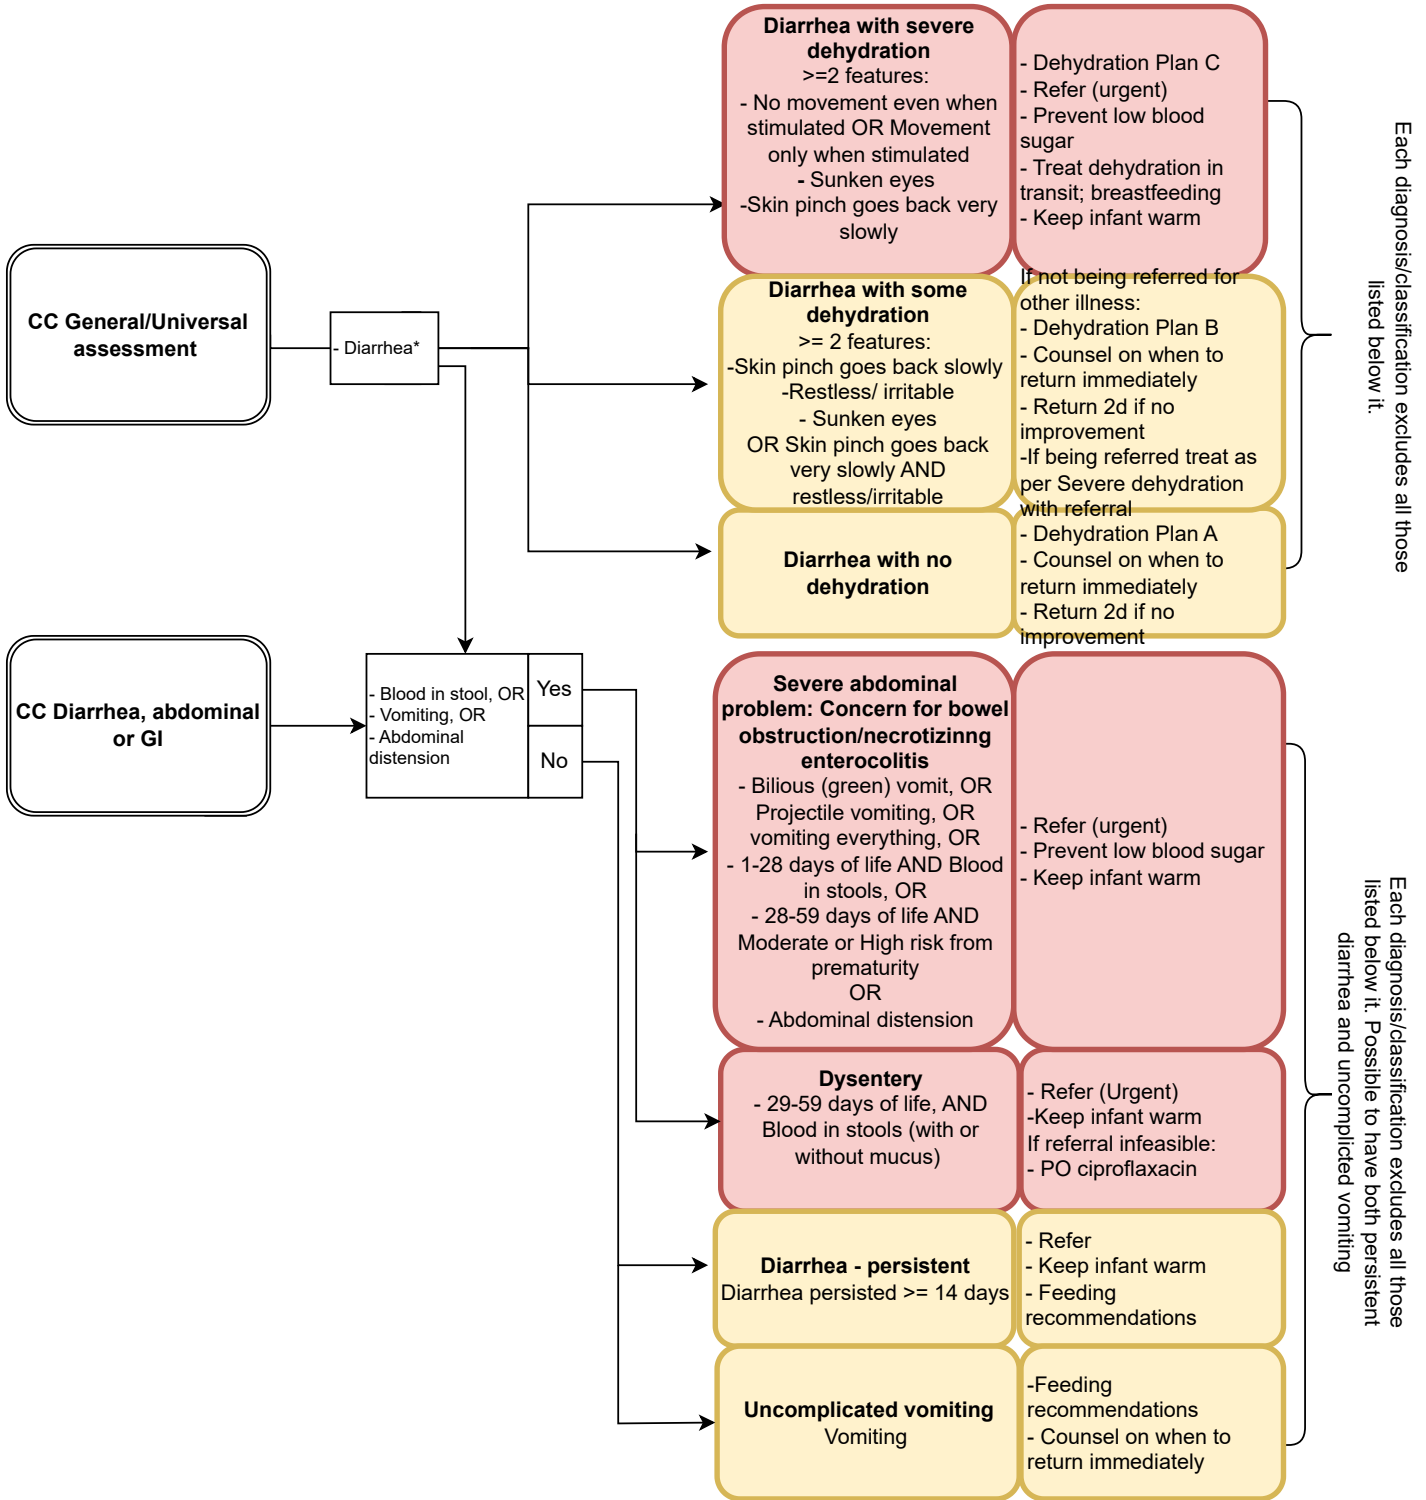 CC General/Universal
assessment
- Diarrhea*
Diarrhea with severe
dehydration
>=2 features:
- No movement even when
stimulated OR Movement
only when stimulated
- Sunken eyes
-Skin pinch goes back very
slowly
- Dehydration Plan C
- Refer (urgent)
- Prevent low blood
sugar
- Treat dehydration in
transit; breastfeeding
- Keep infant warm
Diarrhea with some
dehydration
>= 2 features:
-Skin pinch goes back slowly
-Restless/ irritable
- Sunken eyes
OR Skin pinch goes back
very slowly AND
restless/irritable
If not being referred for
other illness:
- Dehydration Plan B
- Counsel on when to
return immediately
- Return 2d if no
improvement
-If being referred treat as
per Severe dehydration
with referral
Diarrhea with no
dehydration
- Dehydration Plan A
- Counsel on when to
return immediately
- Return 2d if no
improvement
Each diagnosis/classification excludes all those
listed below it.
CC Diarrhea, abdominal
or GI
- Blood in stool, OR
- Vomiting, OR
- Abdominal
distension
Yes
No
Severe abdominal
problem: Concern for bowel
obstruction/necrotizinng
enterocolitis
- Bilious (green) vomit, OR
Projectile vomiting, OR
vomiting everything, OR
- 1-28 days of life AND Blood
in stools, OR
- 28-59 days of life AND
Moderate or High risk from
prematurity
OR
- Abdominal distension
- Refer (urgent)
- Prevent low blood sugar
- Keep infant warm
Dysentery
- 29-59 days of life, AND
Blood in stools (with or
without mucus)
- Refer (Urgent)
-Keep infant warm
If referral infeasible:
- PO ciproflaxacin
Diarrhea - persistent
Diarrhea persisted >= 14 days
- Refer
- Keep infant warm
- Feeding
recommendations
Uncomplicated vomiting
Vomiting
-Feeding
recommendations
- Counsel on when to
return immediately
Each diagnosis/classification excludes all those
listed below it. Possible to have both persistent
diarrhea and uncomplicted vomiting